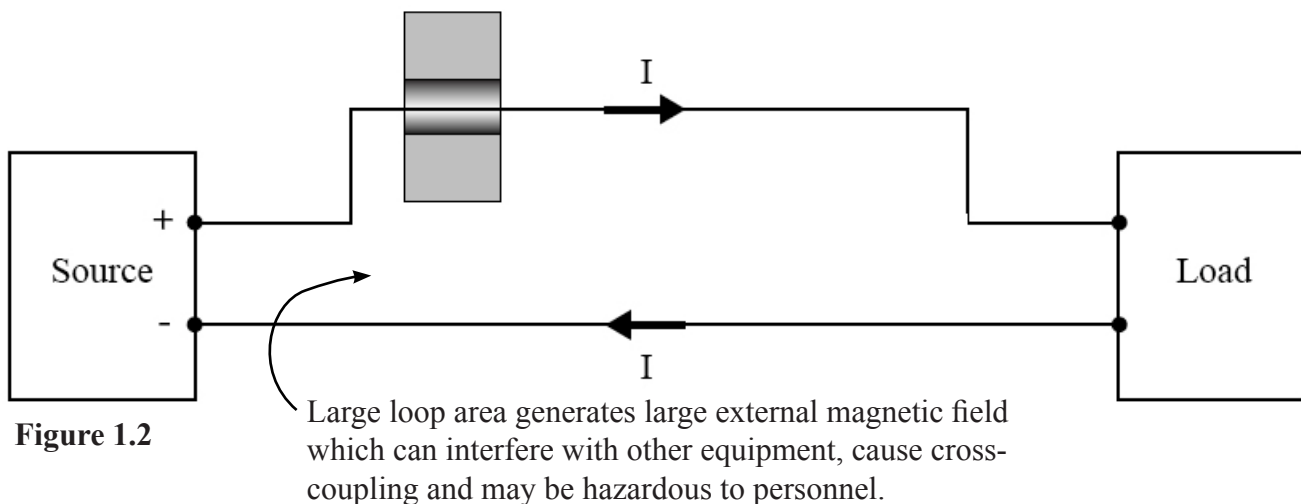 I
+
Source
Load
-
I
Large loop area generates large external magnetic field
Figure 1.2
which can interfere with other equipment, cause cross-
coupling and may be hazardous to personnel.